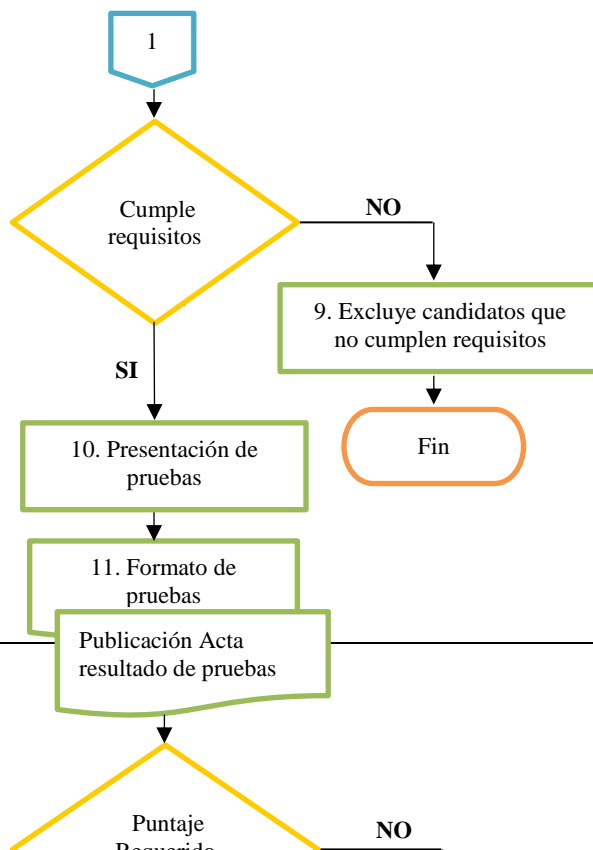 1
Cumple
requisitos
NO
9. Excluye candidatos que
no cumplen requisitos
SI
Fin
10. Presentación de
pruebas
11. Formato de
pruebas
Publicación Acta
resultado de pruebas
Puntaje
NO
Requerido